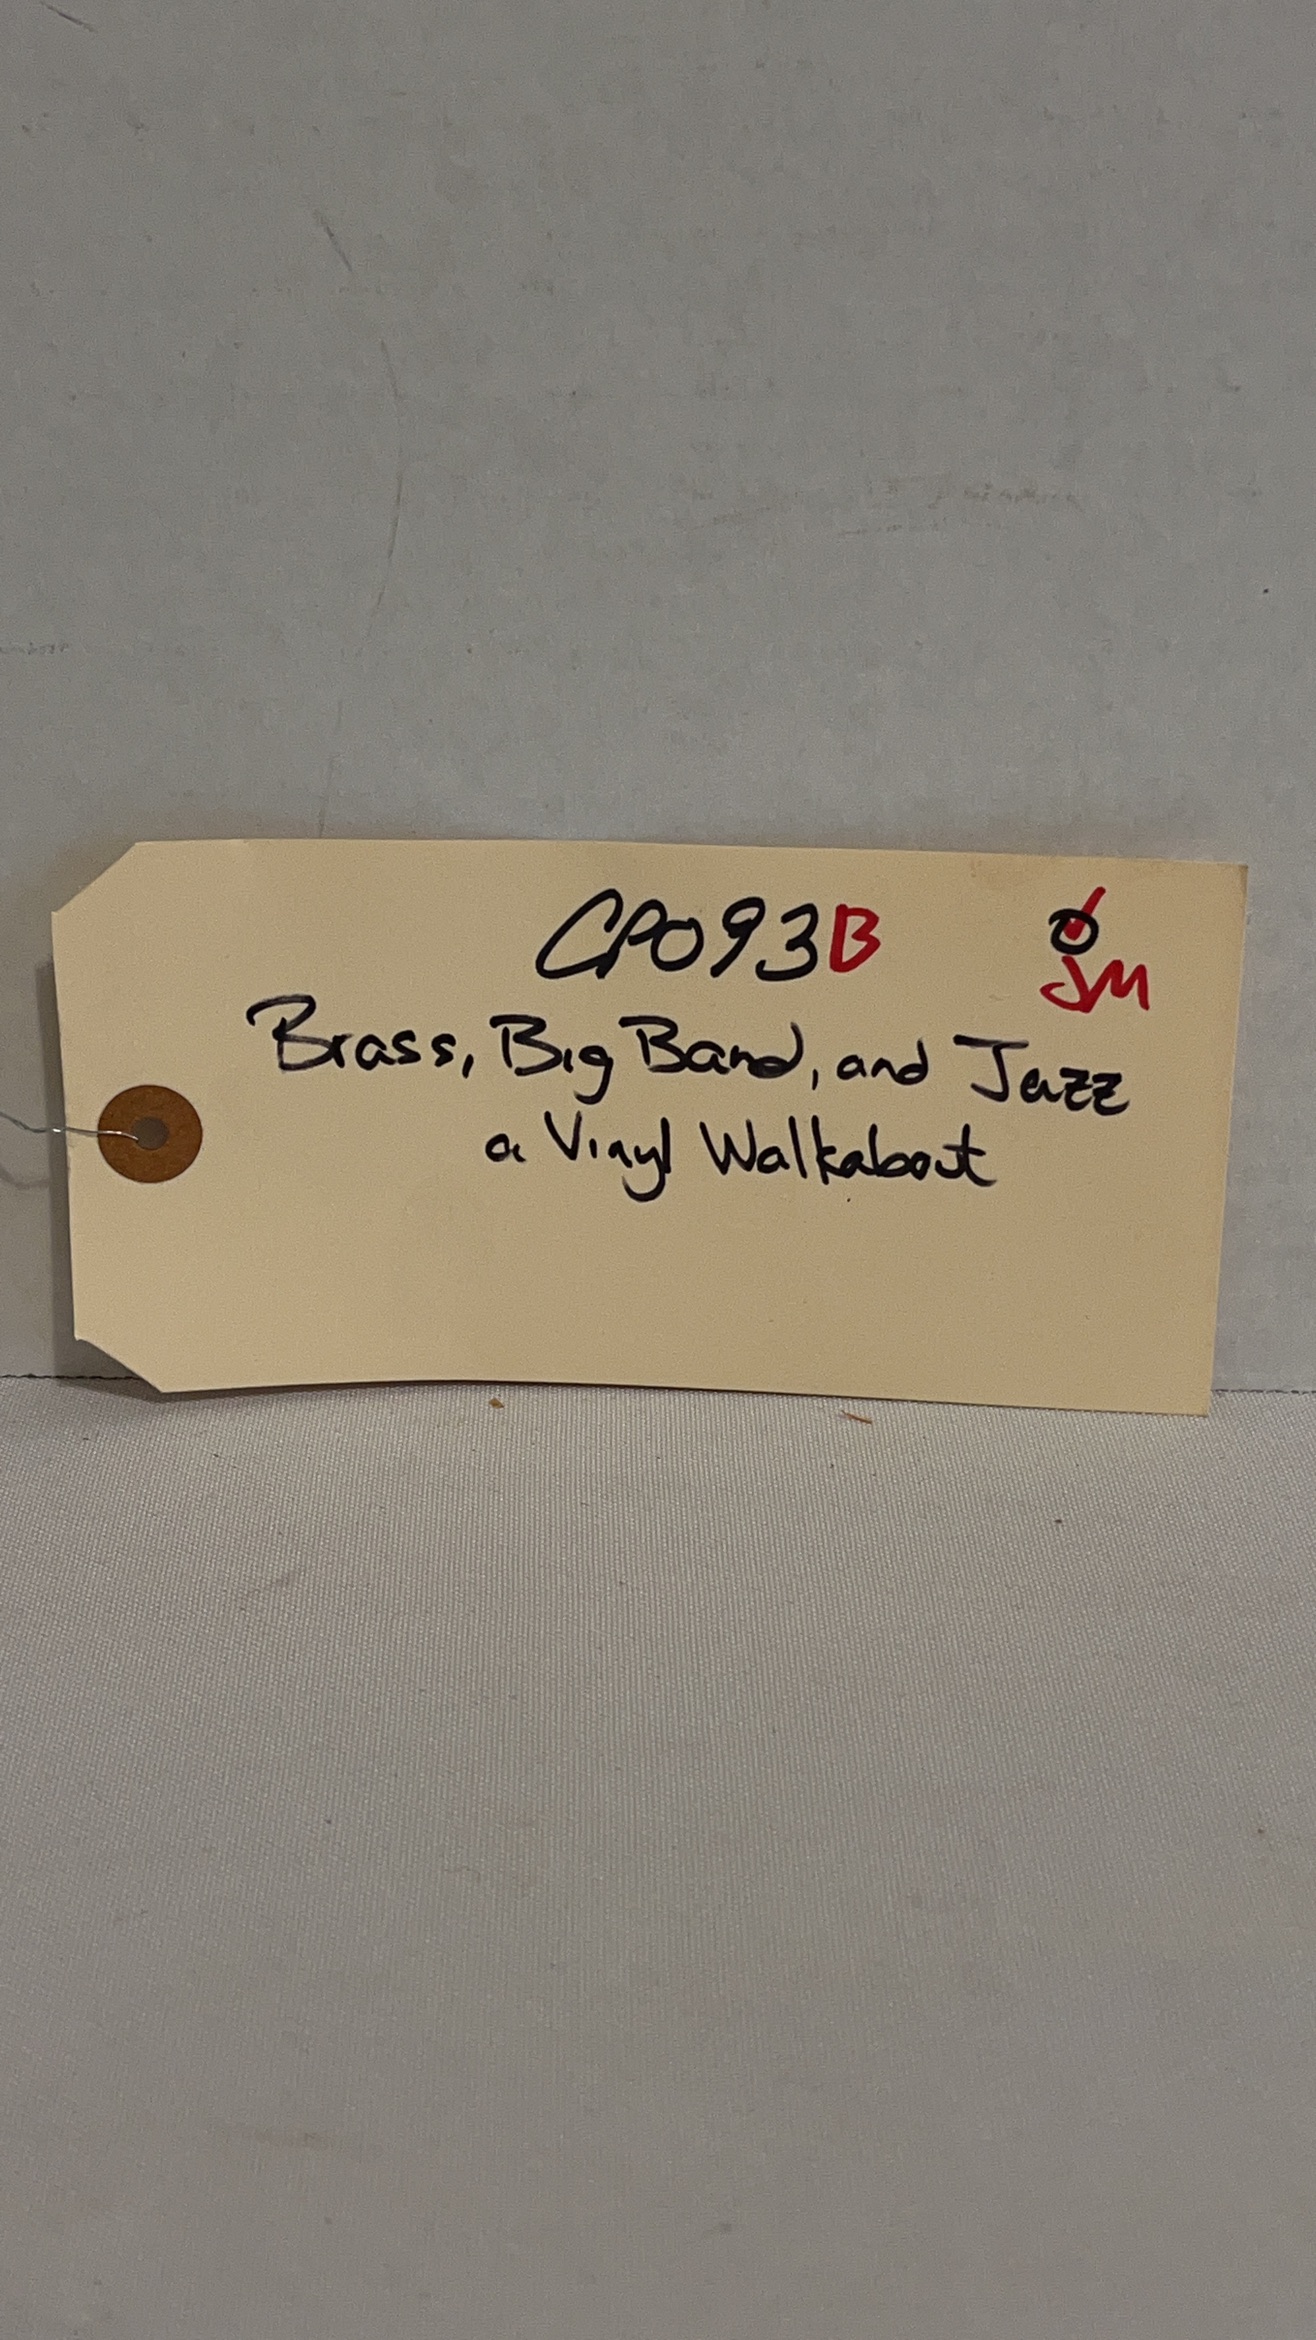 CP093B
JM
Brass, Big Band, and Jazz
a Vinyl Walkabout